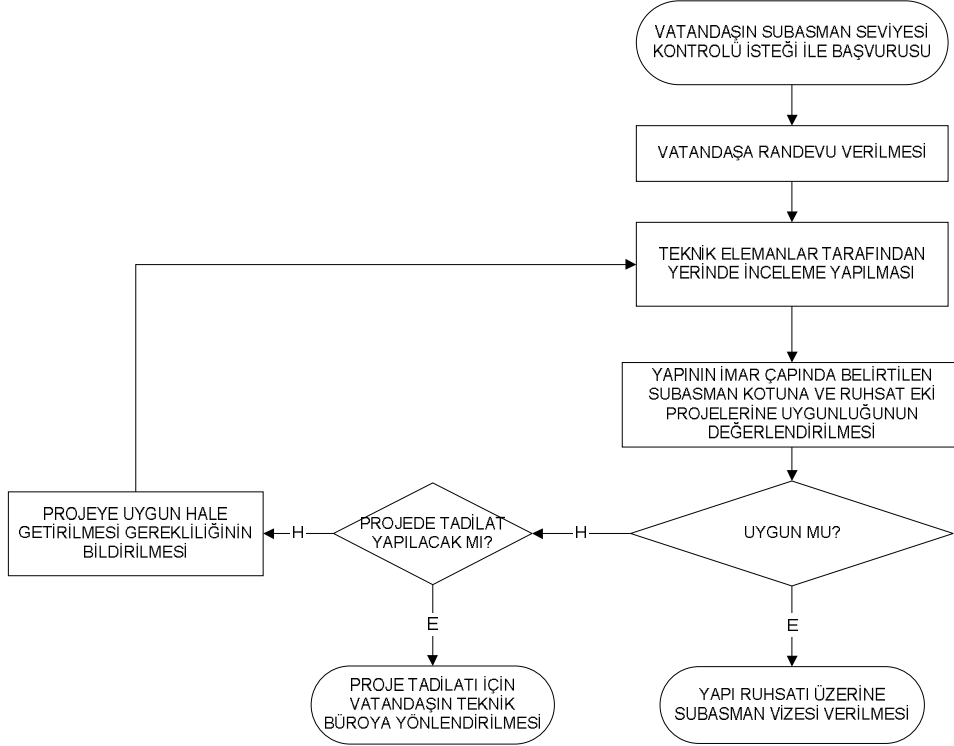 VATANDAŞIN SUBASMAN SEVİYESİ
KONTROLÜ İSTEĞİ İLE BAŞVURUSU
VATANDAŞA RANDEVU VERİLMESİ
TEKNİK ELEMANLAR TARAFINDAN
YERİNDE İNCELEME YAPILMASI
YAPININ İMAR ÇAPINDA BELİRTİLEN
SUBASMAN KOTUNA VE RUHSAT EKİ
PROJELERİNE UYGUNLUĞUNUN
DEĞERLENDİRİLMESİ
UYGUN MU?
H
PROJEDE TADİLAT
YAPILACAK MI?
H
PROJEYE UYGUN HALE
GETİRİLMESİ GEREKLİLİĞİNİN
BİLDİRİLMESİ
E
E
PROJE TADİLATI İÇİN
VATANDAŞIN TEKNİK
BÜROYA YÖNLENDİRİLMESİ
YAPI RUHSATI ÜZERİNE
SUBASMAN VİZESİ VERİLMESİ